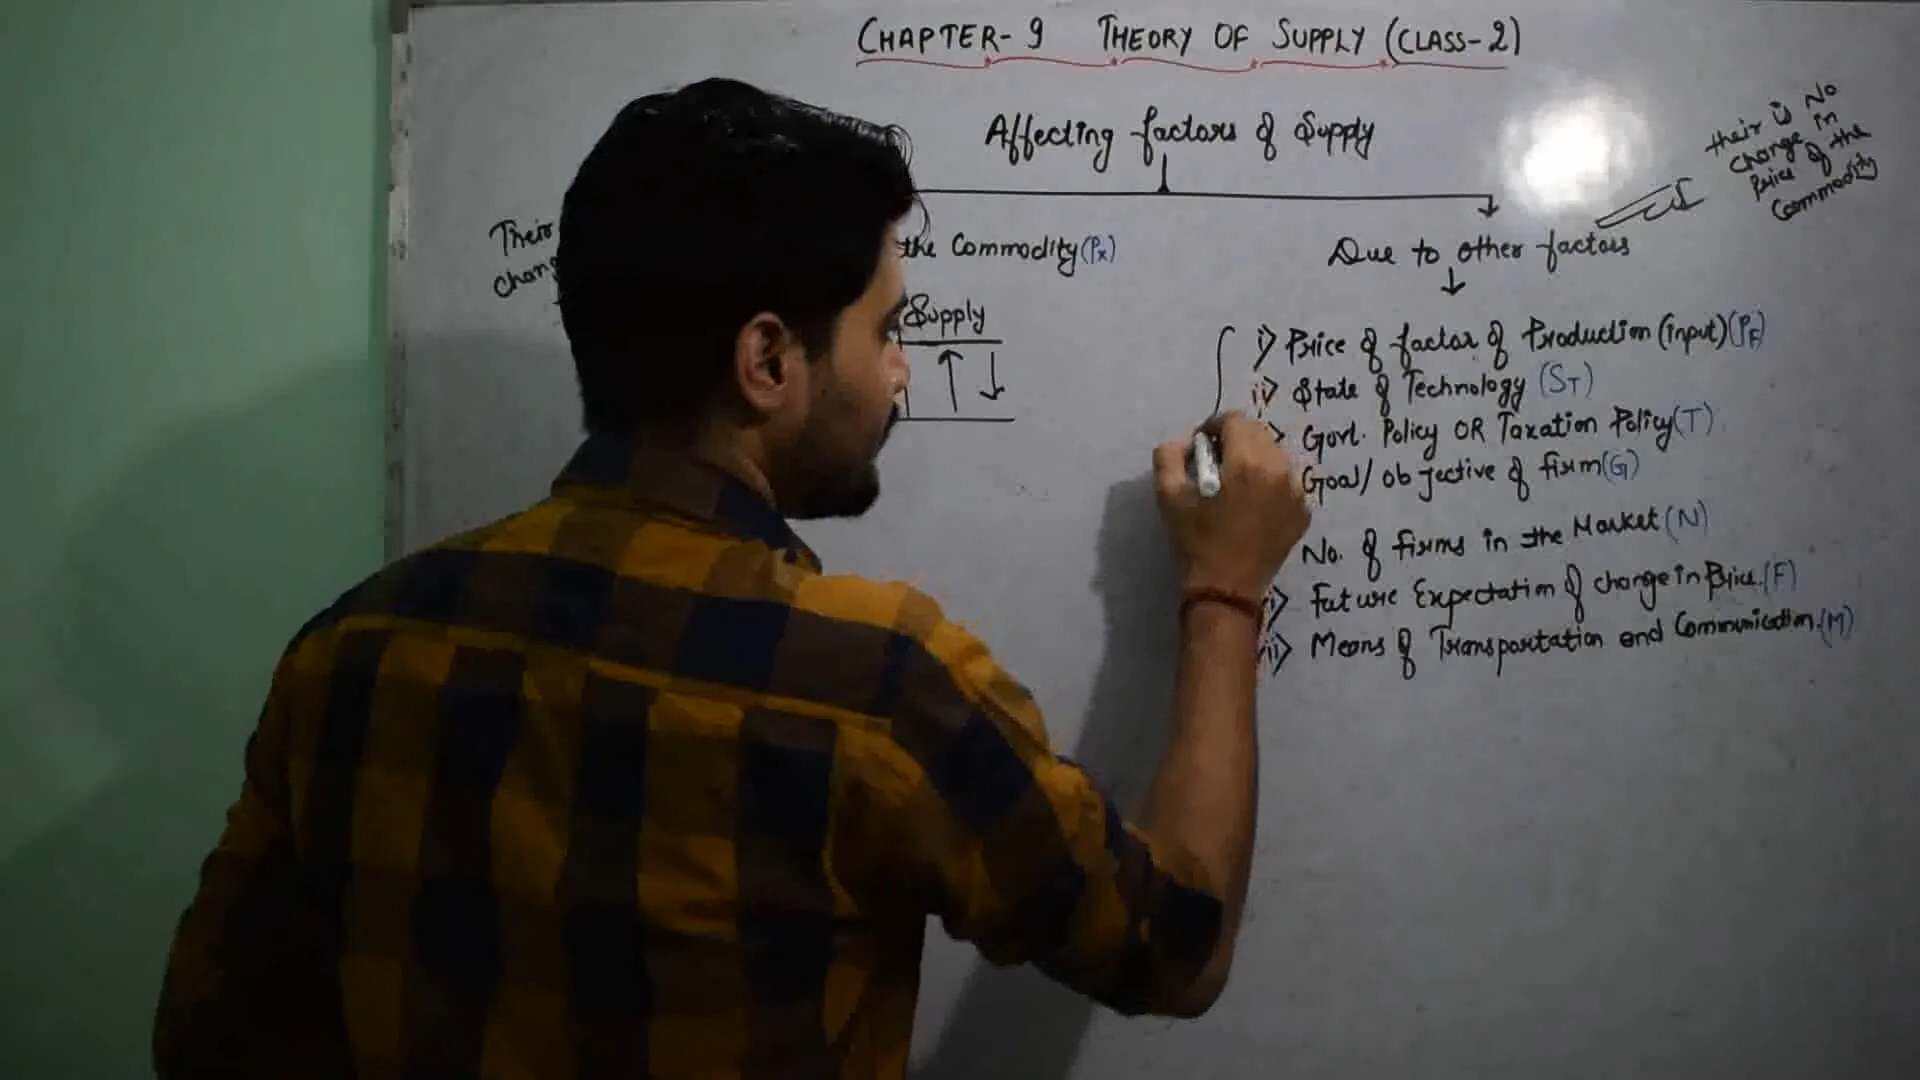 CHAPTER- 9 THEORY OF SUPPLY (CLASS-2)
Affecting factors of Supply
their is No
change in
Price of the
Commodity
Their
chang
the Commodity (Px)
Due to other factors
Supply
i) Price of factor of Production (input) (PF)
ii) State of Technology (ST)
Govt. Policy OR Taxation Policy (T)
Goal/objective of firm (G)
No. of firms in the Market (N)
i) Future Expectation of change in Price. (F)
ii) Means of Transportation and Communication. (M)